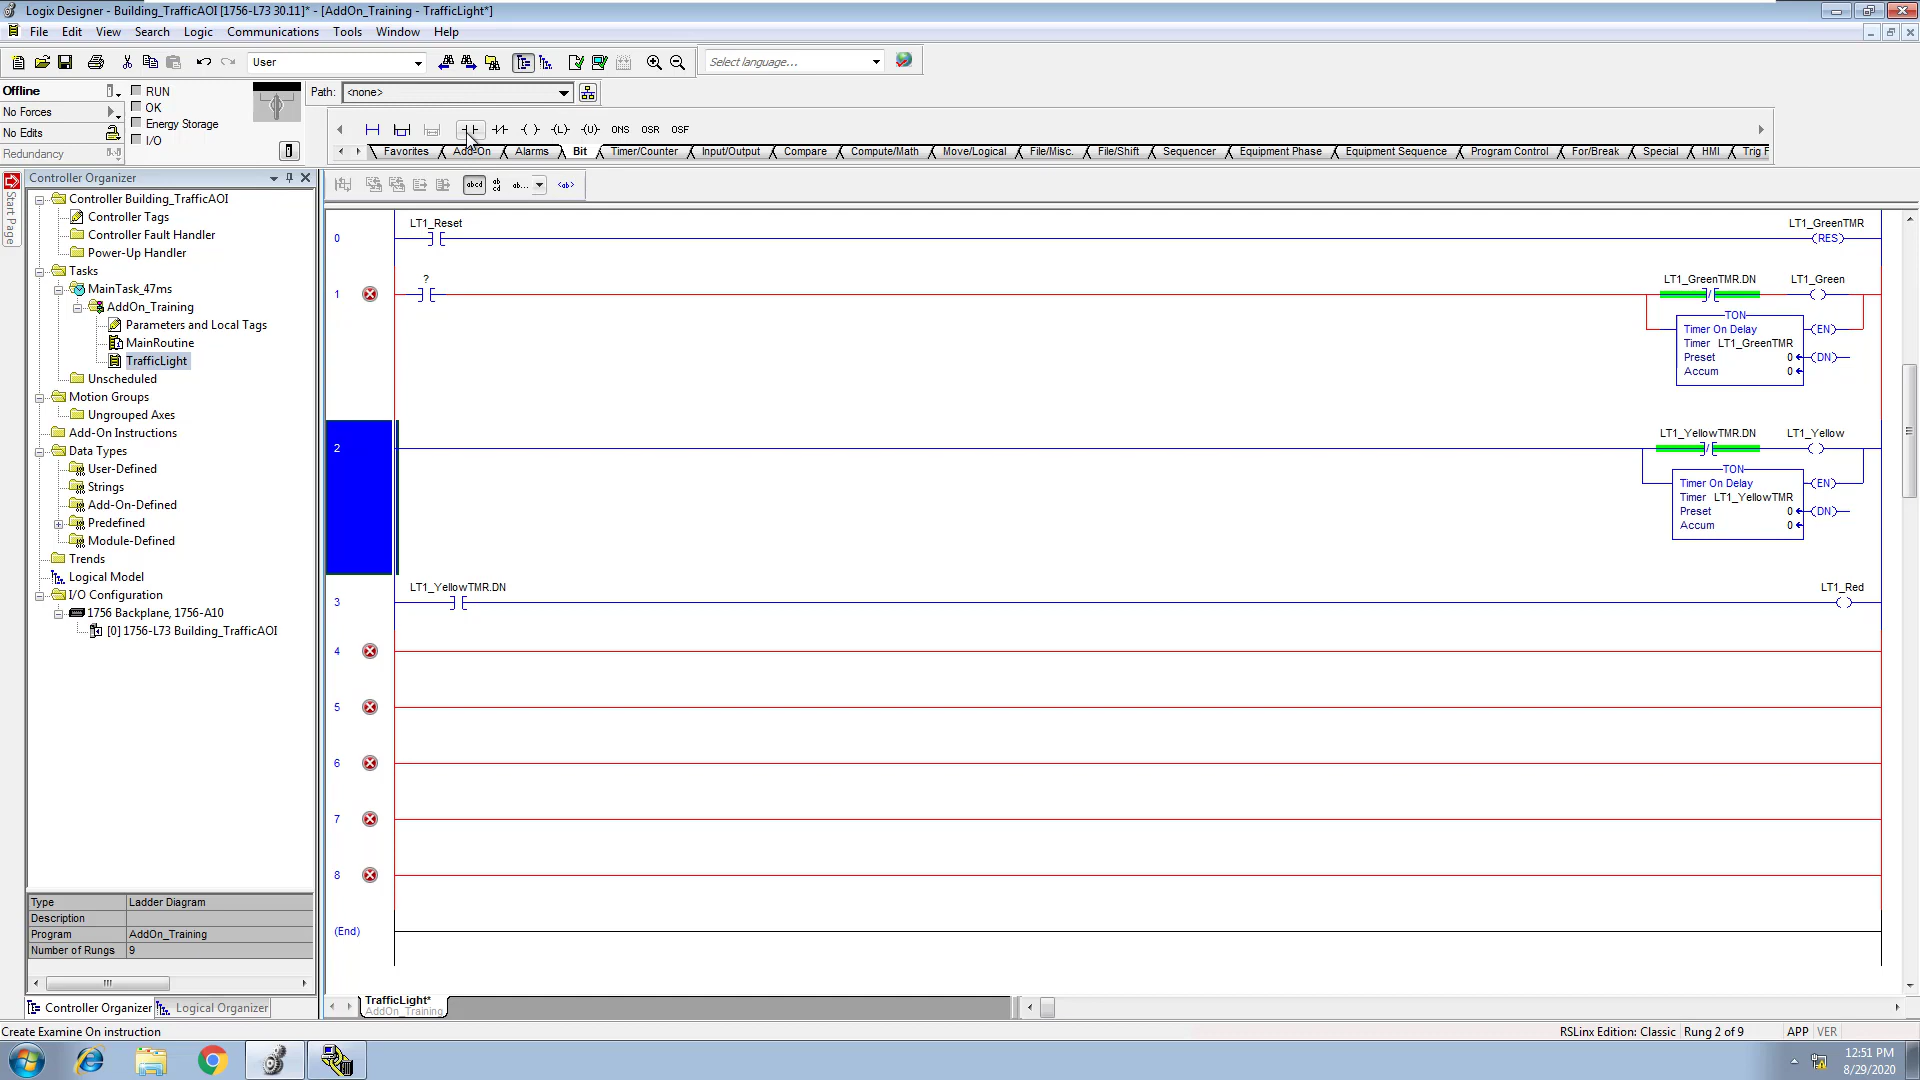 Logix Designer - Building_TrafficAOI [1756-L73 30.11]* - [AddOn_Training - TrafficLight*]
File Edit View Search Logic Communications Tools Window Help
User
Select language...
Offline
RUN
Path: <none>
No Forces
OK
No Edits
Energy Storage
Redundancy
I/O
ONS OSR OSF
Favorites Add-On Alarms Bit Timer/Counter Input/Output Compare Compute/Math Move/Logical File/Misc. File/Shift Sequencer Equipment Phase Equipment Sequence Program Control For/Break Special HMI Trig F
Start Page
Controller Organizer
Controller Building_TrafficAOI
Controller Tags
Controller Fault Handler
Power-Up Handler
Tasks
MainTask_47ms
AddOn_Training
Parameters and Local Tags
MainRoutine
TrafficLight
Unscheduled
Motion Groups
Ungrouped Axes
Add-On Instructions
Data Types
User-Defined
Strings
Add-On-Defined
Predefined
Module-Defined
Trends
Logical Model
I/O Configuration
1756 Backplane, 1756-A10
[0] 1756-L73 Building_TrafficAOI
Type Ladder Diagram
Description
Program AddOn_Training
Number of Rungs 9
Controller Organizer Logical Organizer
LT1_Reset LT1_GreenTMR
0 RES
? LT1_GreenTMR.DN LT1_Green
1
TON
Timer On Delay EN
Timer LT1_GreenTMR
Preset 0 DN
Accum 0
LT1_YellowTMR.DN LT1_Yellow
2
TON
Timer On Delay EN
Timer LT1_YellowTMR
Preset 0 DN
Accum 0
LT1_YellowTMR.DN LT1_Red
3
4
5
6
7
8
(End)
TrafficLight*
AddOn_Training
Create Examine On instruction
RSLinx Edition: Classic Rung 2 of 9 APP VER
12:51 PM
8/29/2020